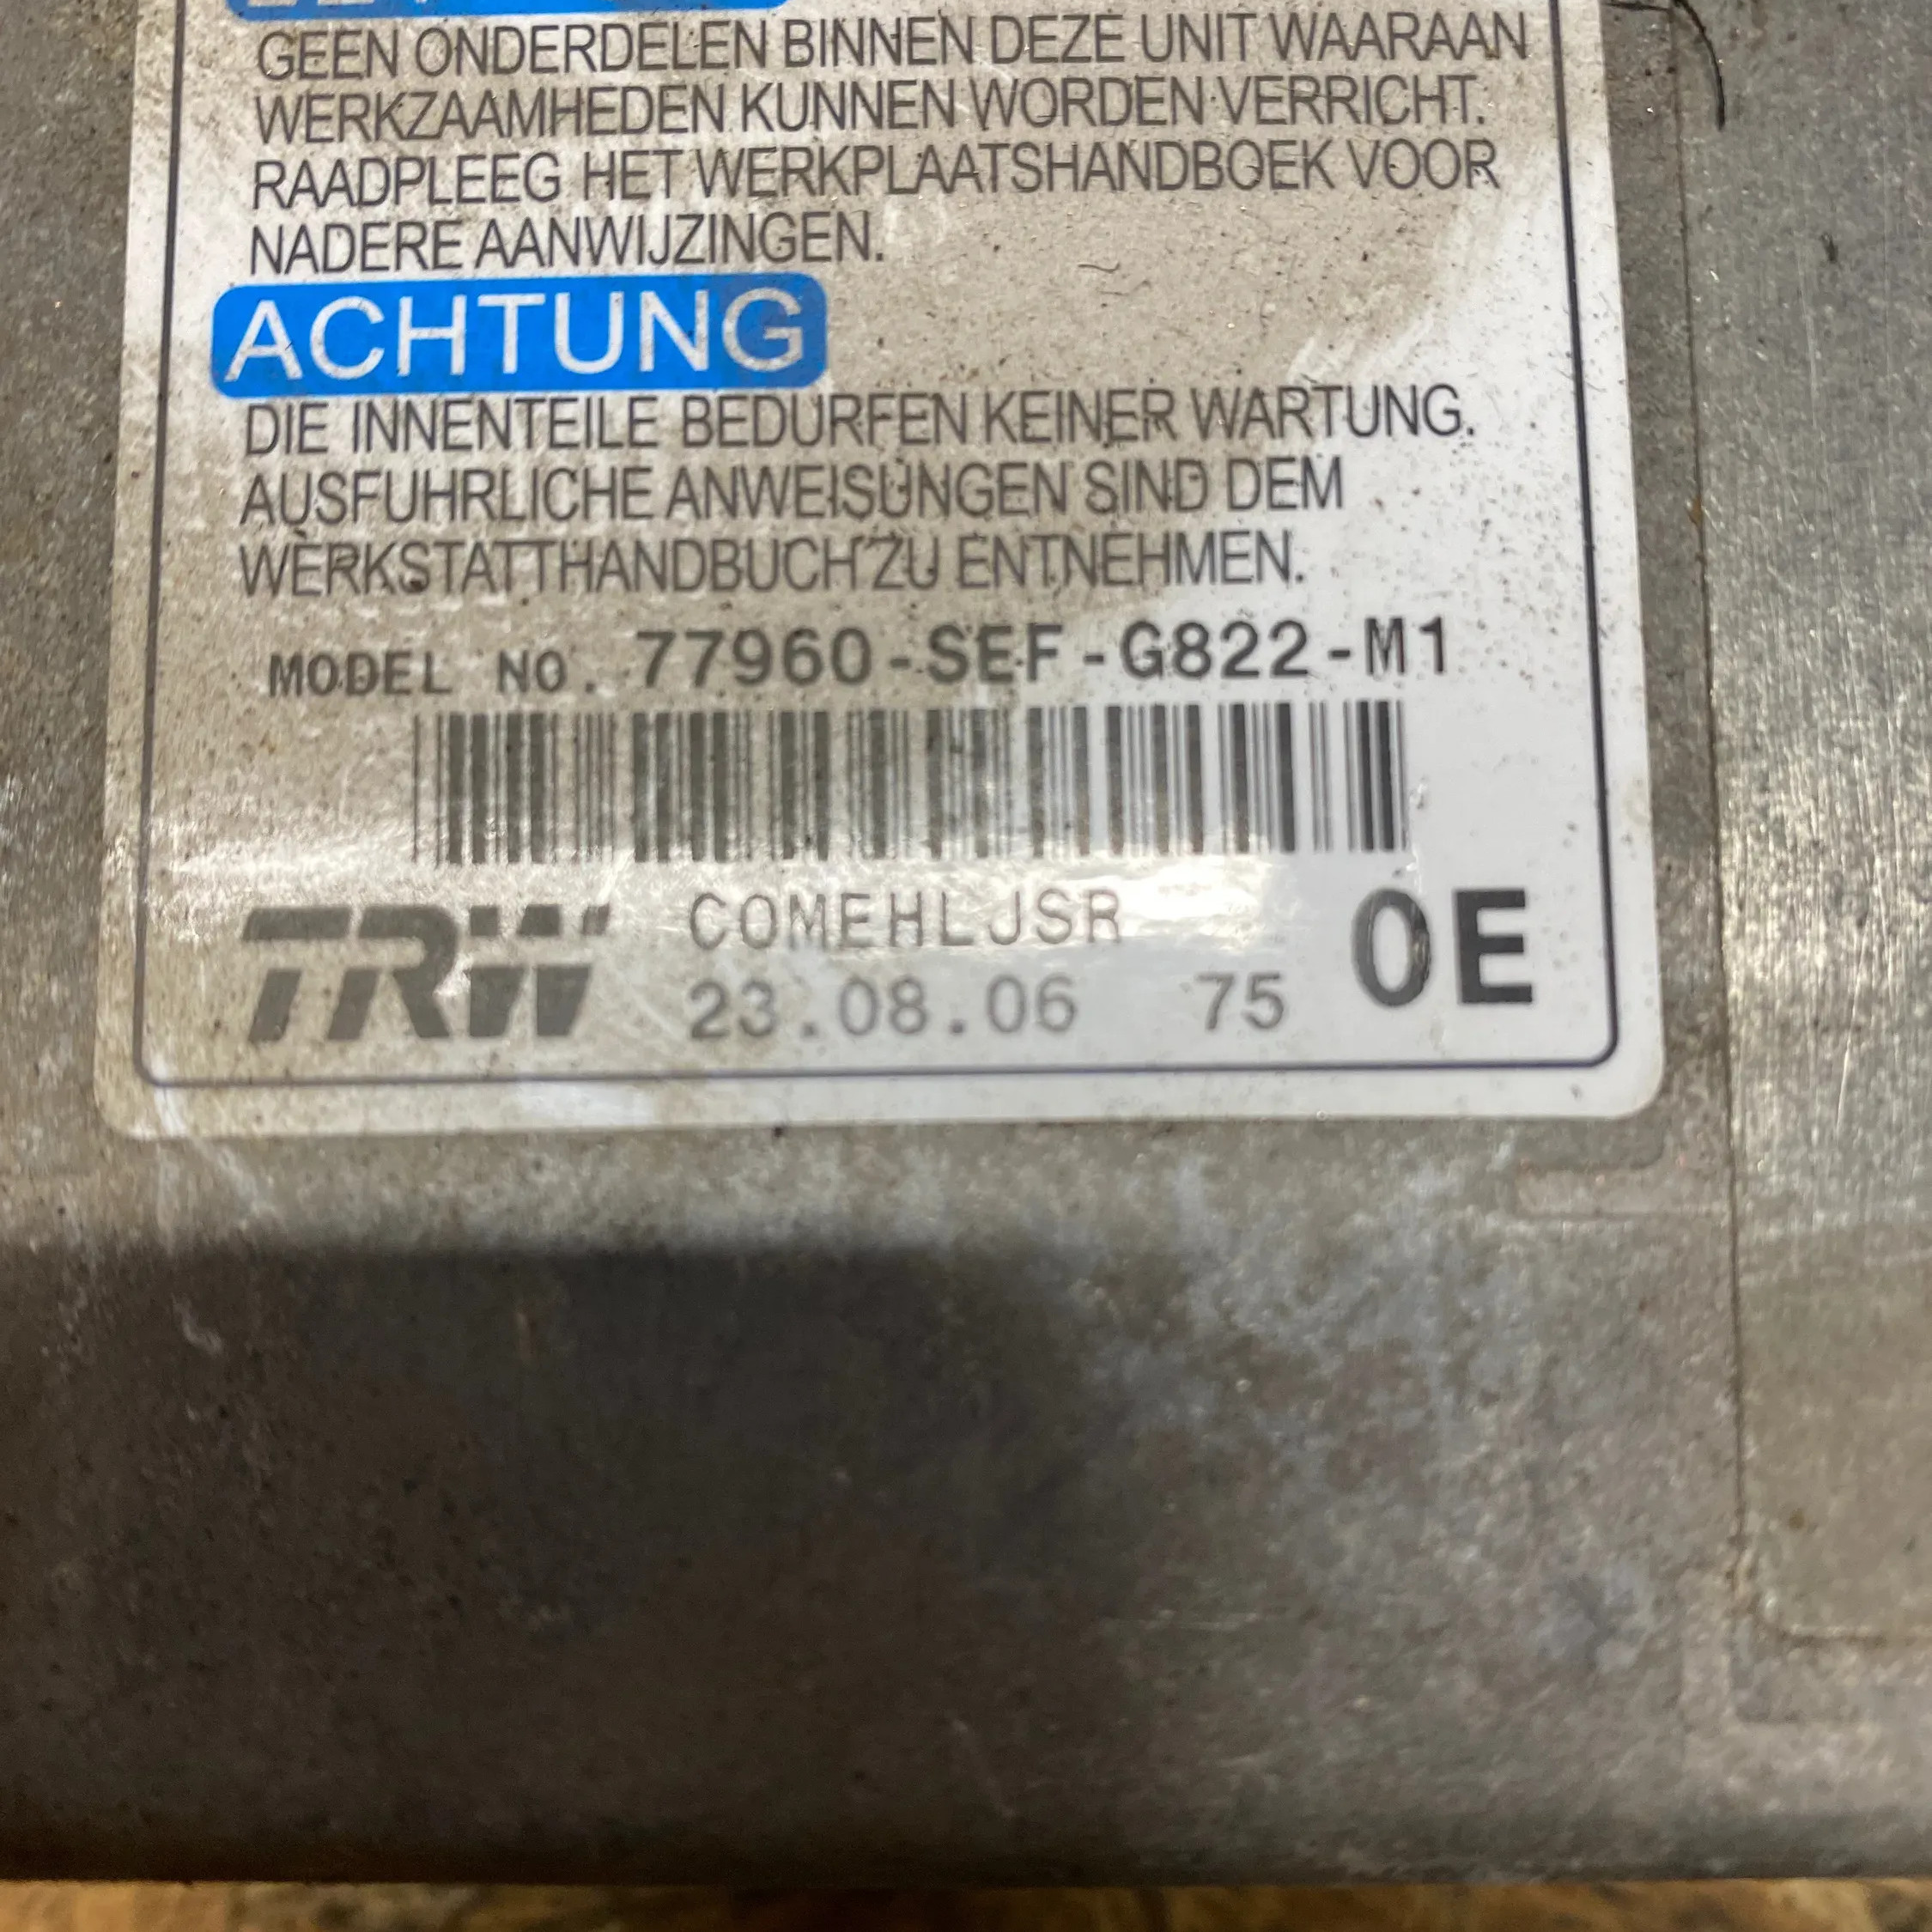 GEEN ONDERDELEN BINNEN DEZE UNIT WAARAAN
WERKZAAMHEDEN KUNNEN WORDEN VERRICHT.
RAADPLEEG HET WERKPLAATSHANDBOEK VOOR
NADERE AANWIJZINGEN.
ACHTUNG
DIE INNENTEILE BEDURFEN KEINER WARTUNG.
AUSFUHRLICHE ANWEISUNGEN SIND DEM
WERKSTATTHANDBUCH ZU ENTNEHMEN.
MODEL NO. 77960-SEF-G822-M1
TRW COMEHLJSR 0E
23.08.06 75